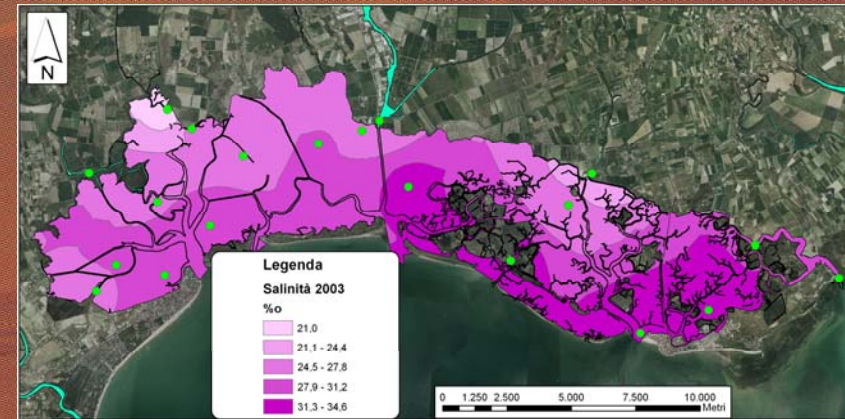 N
Legenda
Salinità 2003
%o
21,0
21,1 - 24,4
24,5 - 27,8
27,9 - 31,2
31,3 - 34,6
0 1.250 2.500 5.000 7.500 10.000
Metri